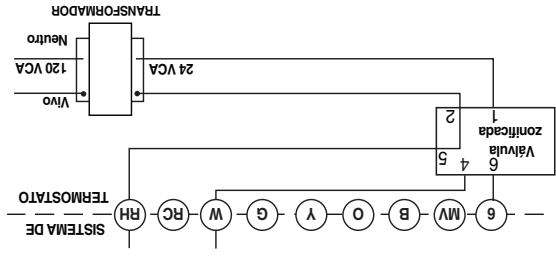 SISTEMA DE
TERMOSTATO
6 AW B O Y G W RC RH
6 4 5
Válvula
zonificada
1 2
Vivo
24 VCA
120 VCA
Neutro
TRANSFORMADOR